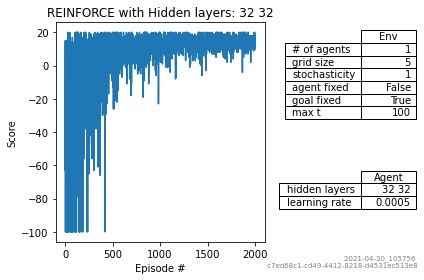 REINFORCE with Hidden layers: 32 32
20
0
−20
−40
−60
−80
−100
Score
0
500
1000
1500
2000
Episode #
Env
# of agents 1
grid size 5
stochasticity 1
agent fixed False
goal fixed True
max t 100
Agent
hidden layers 32 32
learning rate 0.0005
2021-04-30_105756
c7ed68c1-cd49-4412-8218-d4531ec513e8